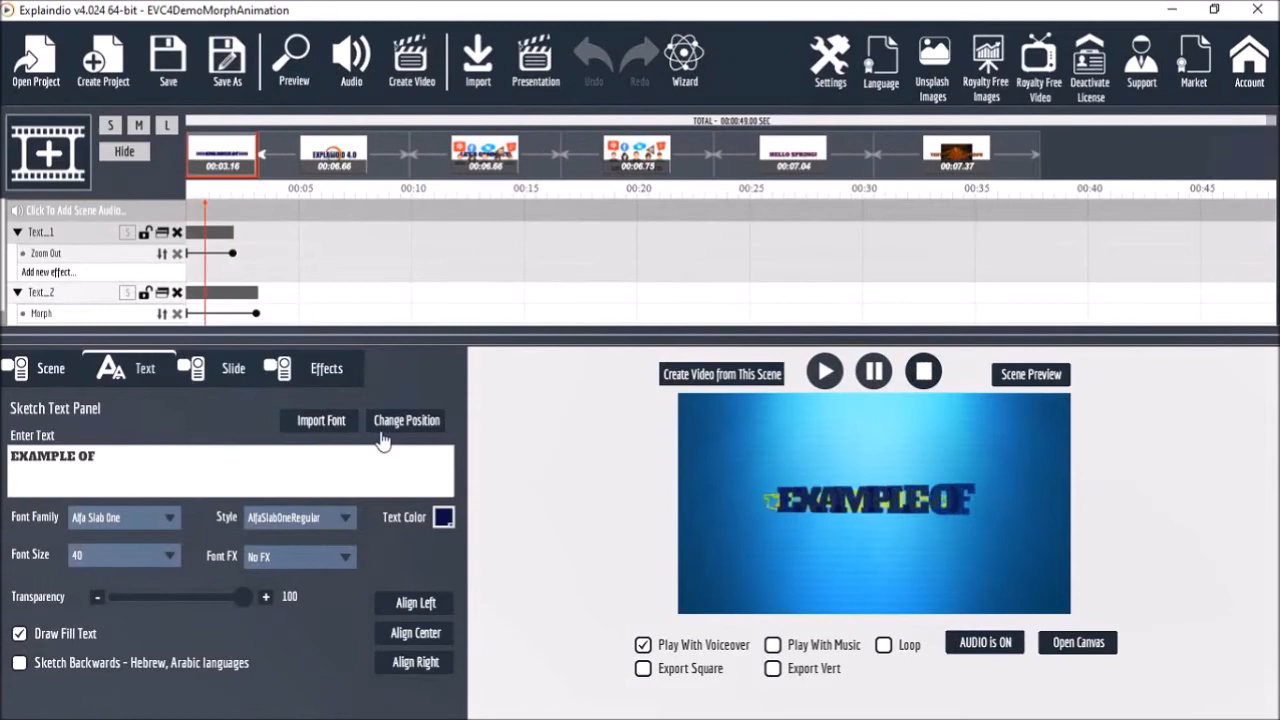 Explaindio v4.024 64-bit - EVC4DemoMorphAnimation
Open Project
Create Project
Save
Save As
Preview
Audio
Create Video
Import
Presentation
Undo
Redo
Wizard
Settings
Language
Unsplash
Images
Royalty Free
Images
Royalty Free
Video
Deactivate
License
Support
Market
Account
TOTAL - 00:00:49.00 SEC
S
M
L
Hide
00:03.16
EXPLAINDIO 4.0
00:06.66
00:06.66
00:06.75
HELLO SPRING!
00:07.04
00:07.37
00:05
00:10
00:15
00:20
00:25
00:30
00:35
00:40
00:45
Click To Add Scene Audio...
Text_1
S
Zoom Out
Add new effect...
Text_2
S
Morph
Scene
Text
Slide
Effects
Sketch Text Panel
Import Font
Change Position
Enter Text
EXAMPLE OF
Font Family
Alfa Slab One
Style
AlfaSlabOneRegular
Text Color
Font Size
40
Font FX
No FX
Transparency
-
+
100
Align Left
Draw Fill Text
Align Center
Sketch Backwards - Hebrew, Arabic languages
Align Right
Create Video from This Scene
Scene Preview
EXAMPLE OF
Play With Voiceover
Play With Music
Loop
AUDIO is ON
Open Canvas
Export Square
Export Vert